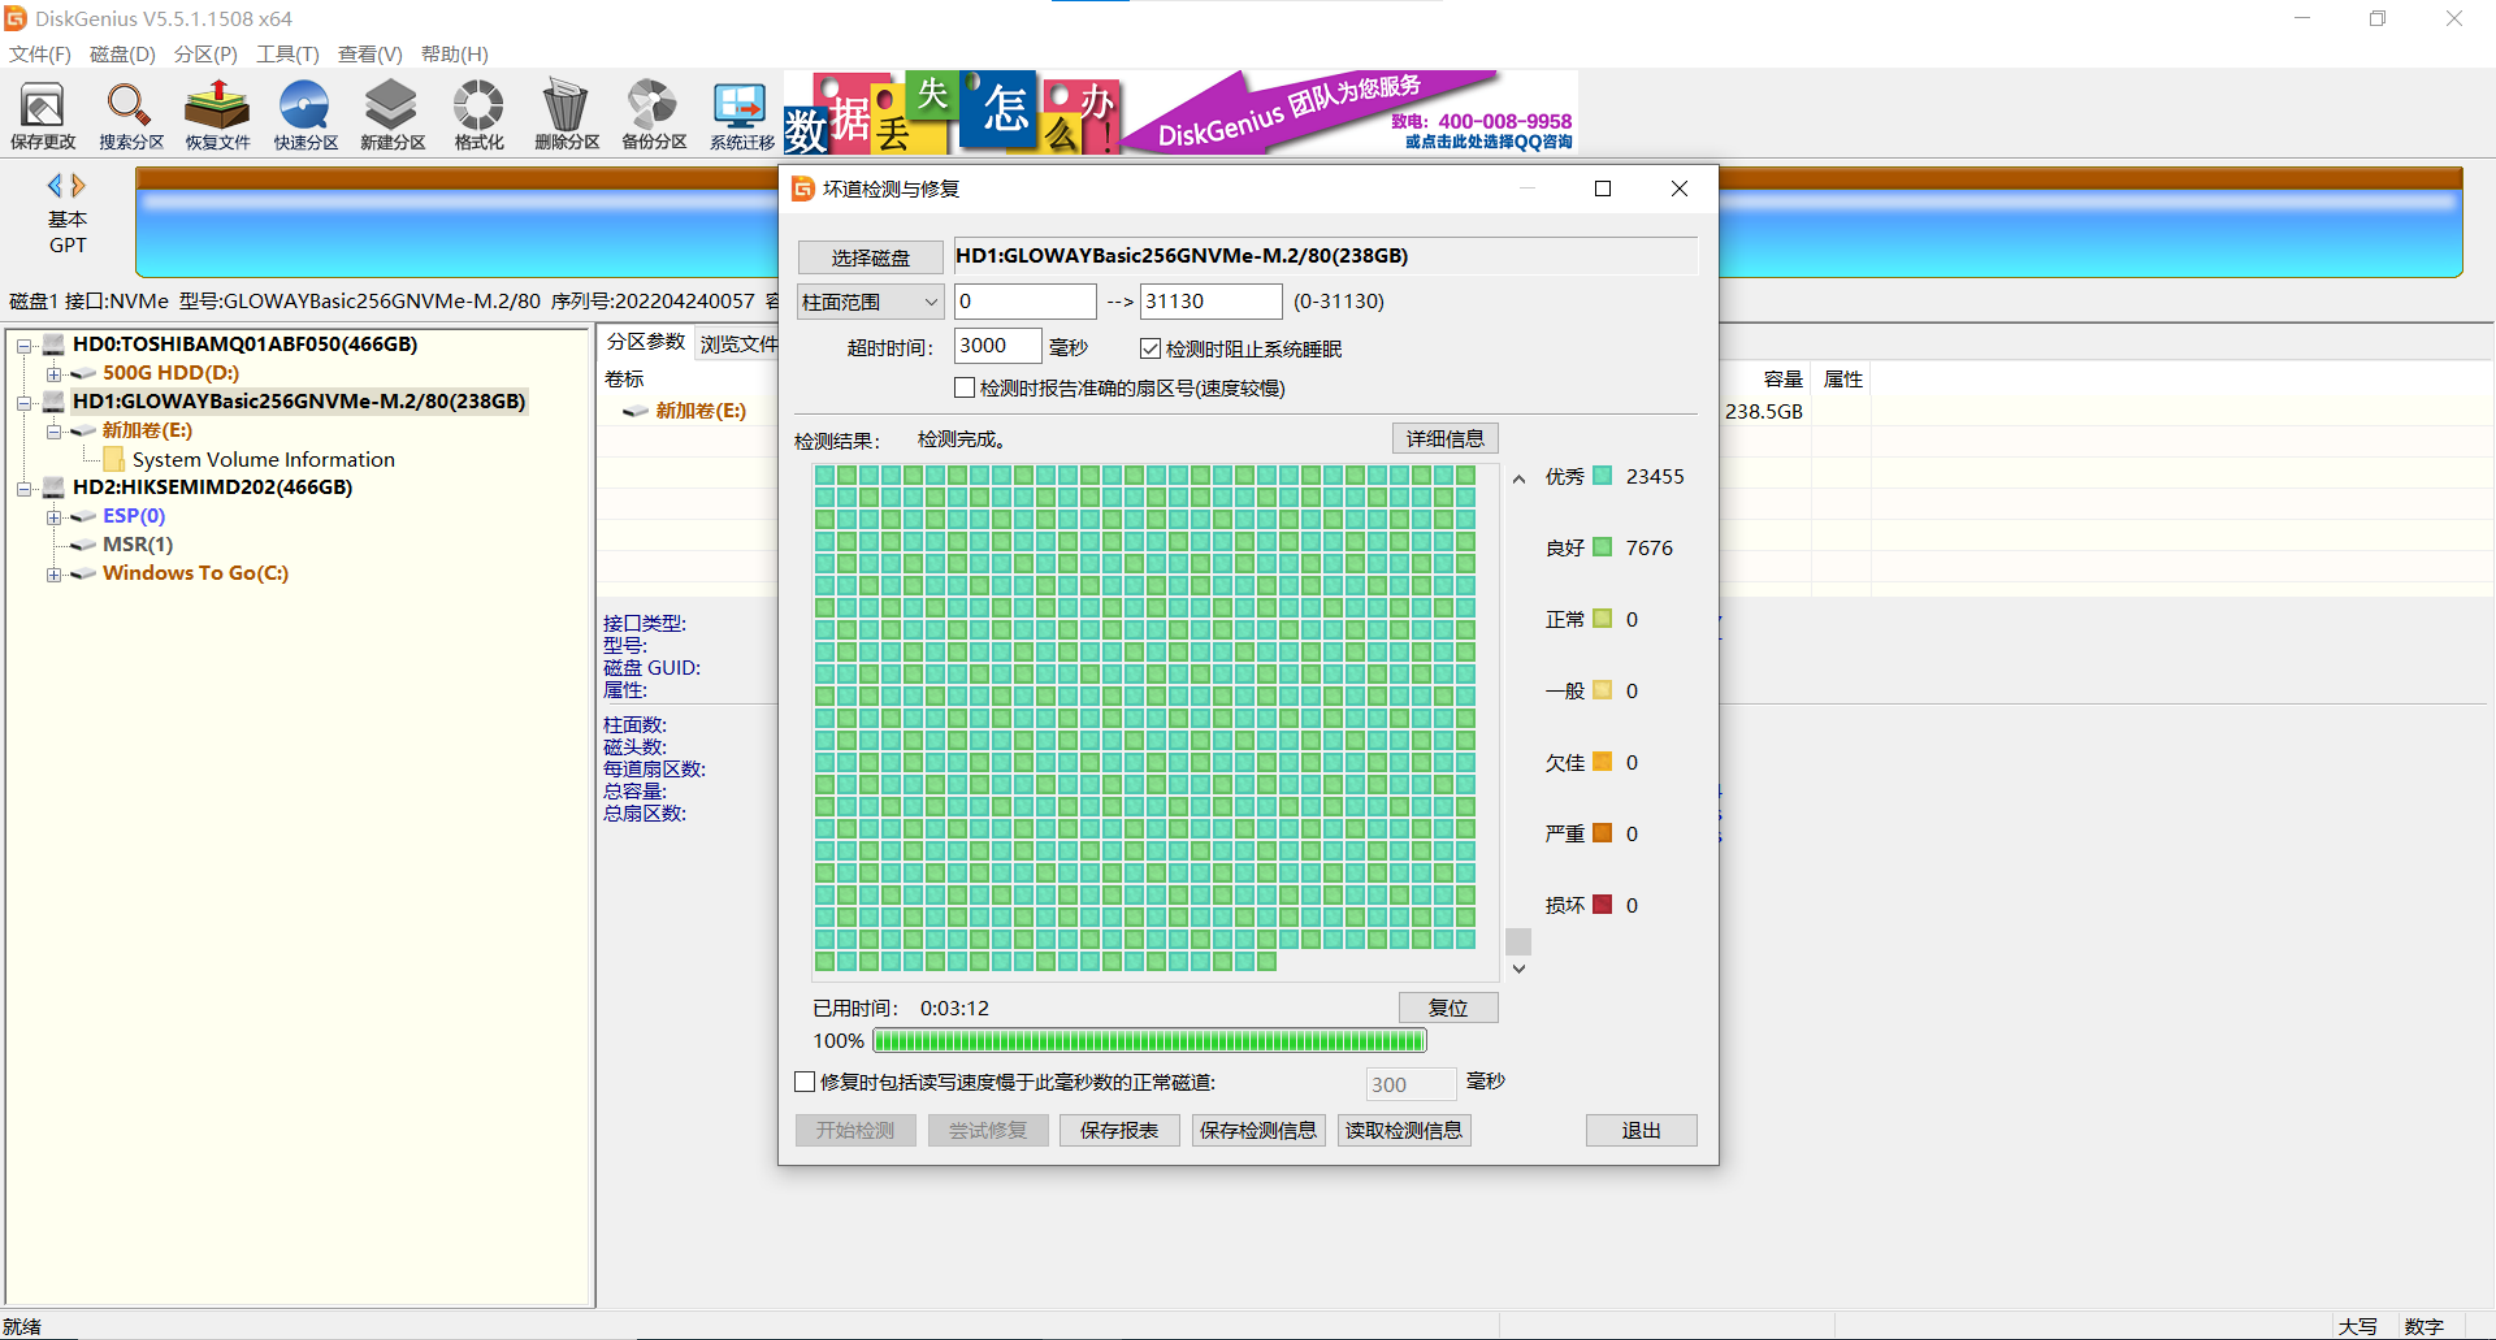 DiskGenius V5.5.1.1508 x64
文件(F) 磁盘(D) 分区(P) 工具(T) 查看(V) 帮助(H)
保存更改 搜索分区 恢复文件 快速分区 新建分区 格式化 删除分区 备份分区 系统迁移
数据丢失怎么办!
DiskGenius 团队为您服务
致电: 400-008-9958
或点击此处选择QQ咨询
基本
GPT
磁盘1 接口:NVMe 型号:GLOWAYBasic256GNVMe-M.2/80 序列号:202204240057
HD0:TOSHIBAMQ01ABF050(466GB)
500G HDD(D:)
HD1:GLOWAYBasic256GNVMe-M.2/80(238GB)
新加卷(E:)
System Volume Information
HD2:HIKSEMIMD202(466GB)
ESP(0)
MSR(1)
Windows To Go(C:)
分区参数 浏览文件
卷标 容量 属性
新加卷(E:) 238.5GB
接口类型:
型号:
磁盘 GUID:
属性:
柱面数:
磁头数:
每道扇区数:
总容量:
总扇区数:
坏道检测与修复
选择磁盘 HD1:GLOWAYBasic256GNVMe-M.2/80(238GB)
柱面范围 0 --> 31130 (0-31130)
超时时间: 3000 毫秒 检测时阻止系统睡眠
检测时报告准确的扇区号(速度较慢)
检测结果: 检测完成。 详细信息
优秀 23455
良好 7676
正常 0
一般 0
欠佳 0
严重 0
损坏 0
已用时间: 0:03:12 复位
100%
修复时包括读写速度慢于此毫秒数的正常磁道: 300 毫秒
开始检测 尝试修复 保存报表 保存检测信息 读取检测信息 退出
就绪 大写 数字